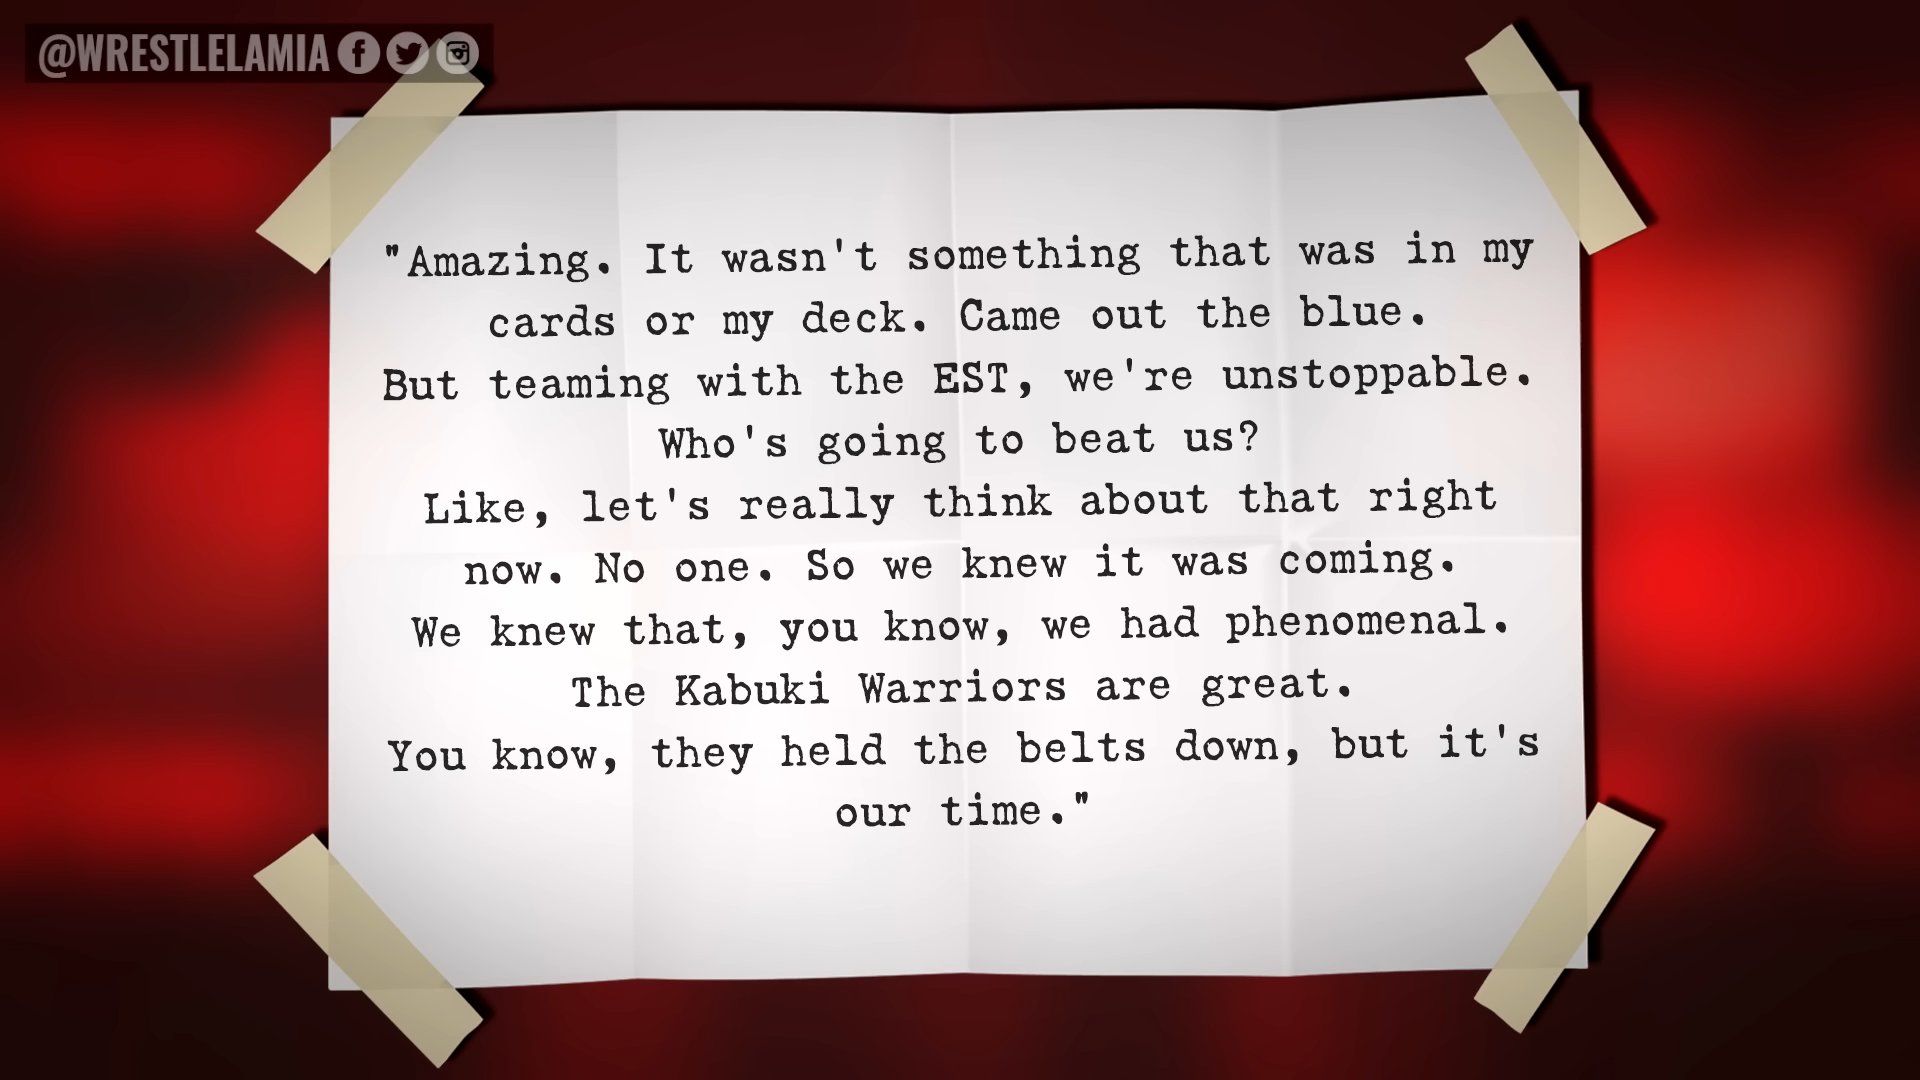 @WRESTLELAMIA
"Amazing. It wasn't something that was in my
cards or my deck. Came out the blue.
But teaming with the EST, we're unstoppable.
Who's going to beat us?
Like, let's really think about that right
now. No one. So we knew it was coming.
We knew that, you know, we had phenomenal.
The Kabuki Warriors are great.
You know, they held the belts down, but it's
our time."